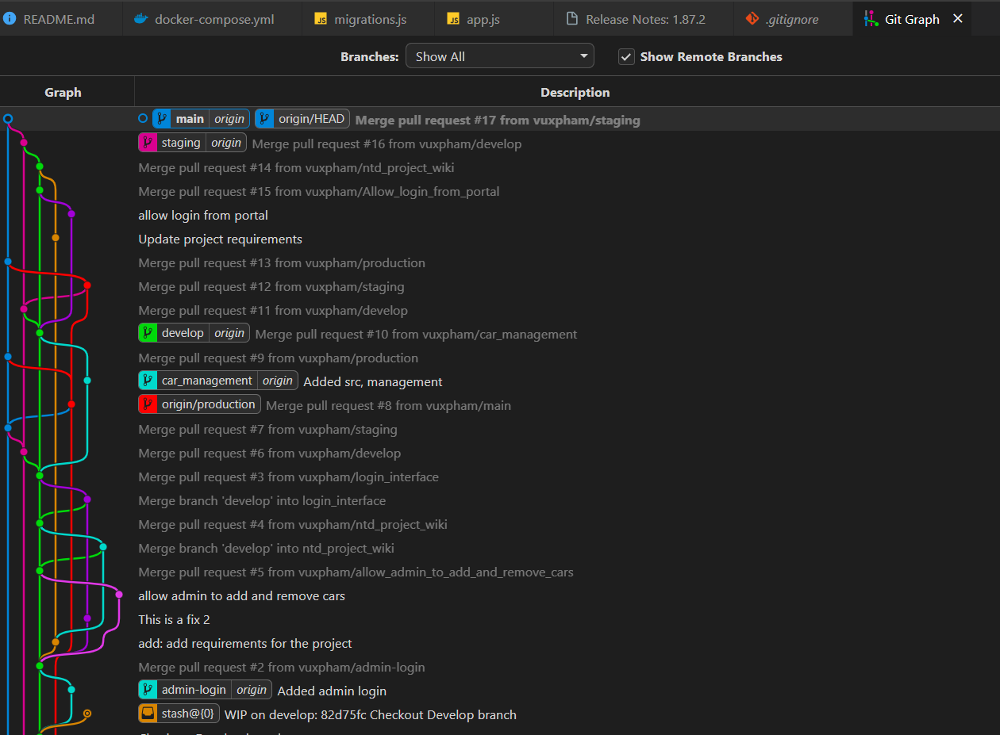 README.md docker-compose.yml JS migrations.js JS app.js Release Notes: 1.87.2 .gitignore Git Graph
Branches: Show All Show Remote Branches
Graph Description
main origin origin/HEAD Merge pull request #17 from vuxpham/staging
staging origin Merge pull request #16 from vuxpham/develop
Merge pull request #14 from vuxpham/ntd_project_wiki
Merge pull request #15 from vuxpham/Allow_login_from_portal
allow login from portal
Update project requirements
Merge pull request #13 from vuxpham/production
Merge pull request #12 from vuxpham/staging
Merge pull request #11 from vuxpham/develop
develop origin Merge pull request #10 from vuxpham/car_management
Merge pull request #9 from vuxpham/production
car_management origin Added src, management
origin/production Merge pull request #8 from vuxpham/main
Merge pull request #7 from vuxpham/staging
Merge pull request #6 from vuxpham/develop
Merge pull request #3 from vuxpham/login_interface
Merge branch 'develop' into login_interface
Merge pull request #4 from vuxpham/ntd_project_wiki
Merge branch 'develop' into ntd_project_wiki
Merge pull request #5 from vuxpham/allow_admin_to_add_and_remove_cars
allow admin to add and remove cars
This is a fix 2
add: add requirements for the project
Merge pull request #2 from vuxpham/admin-login
admin-login origin Added admin login
stash@{0} WIP on develop: 82d75fc Checkout Develop branch